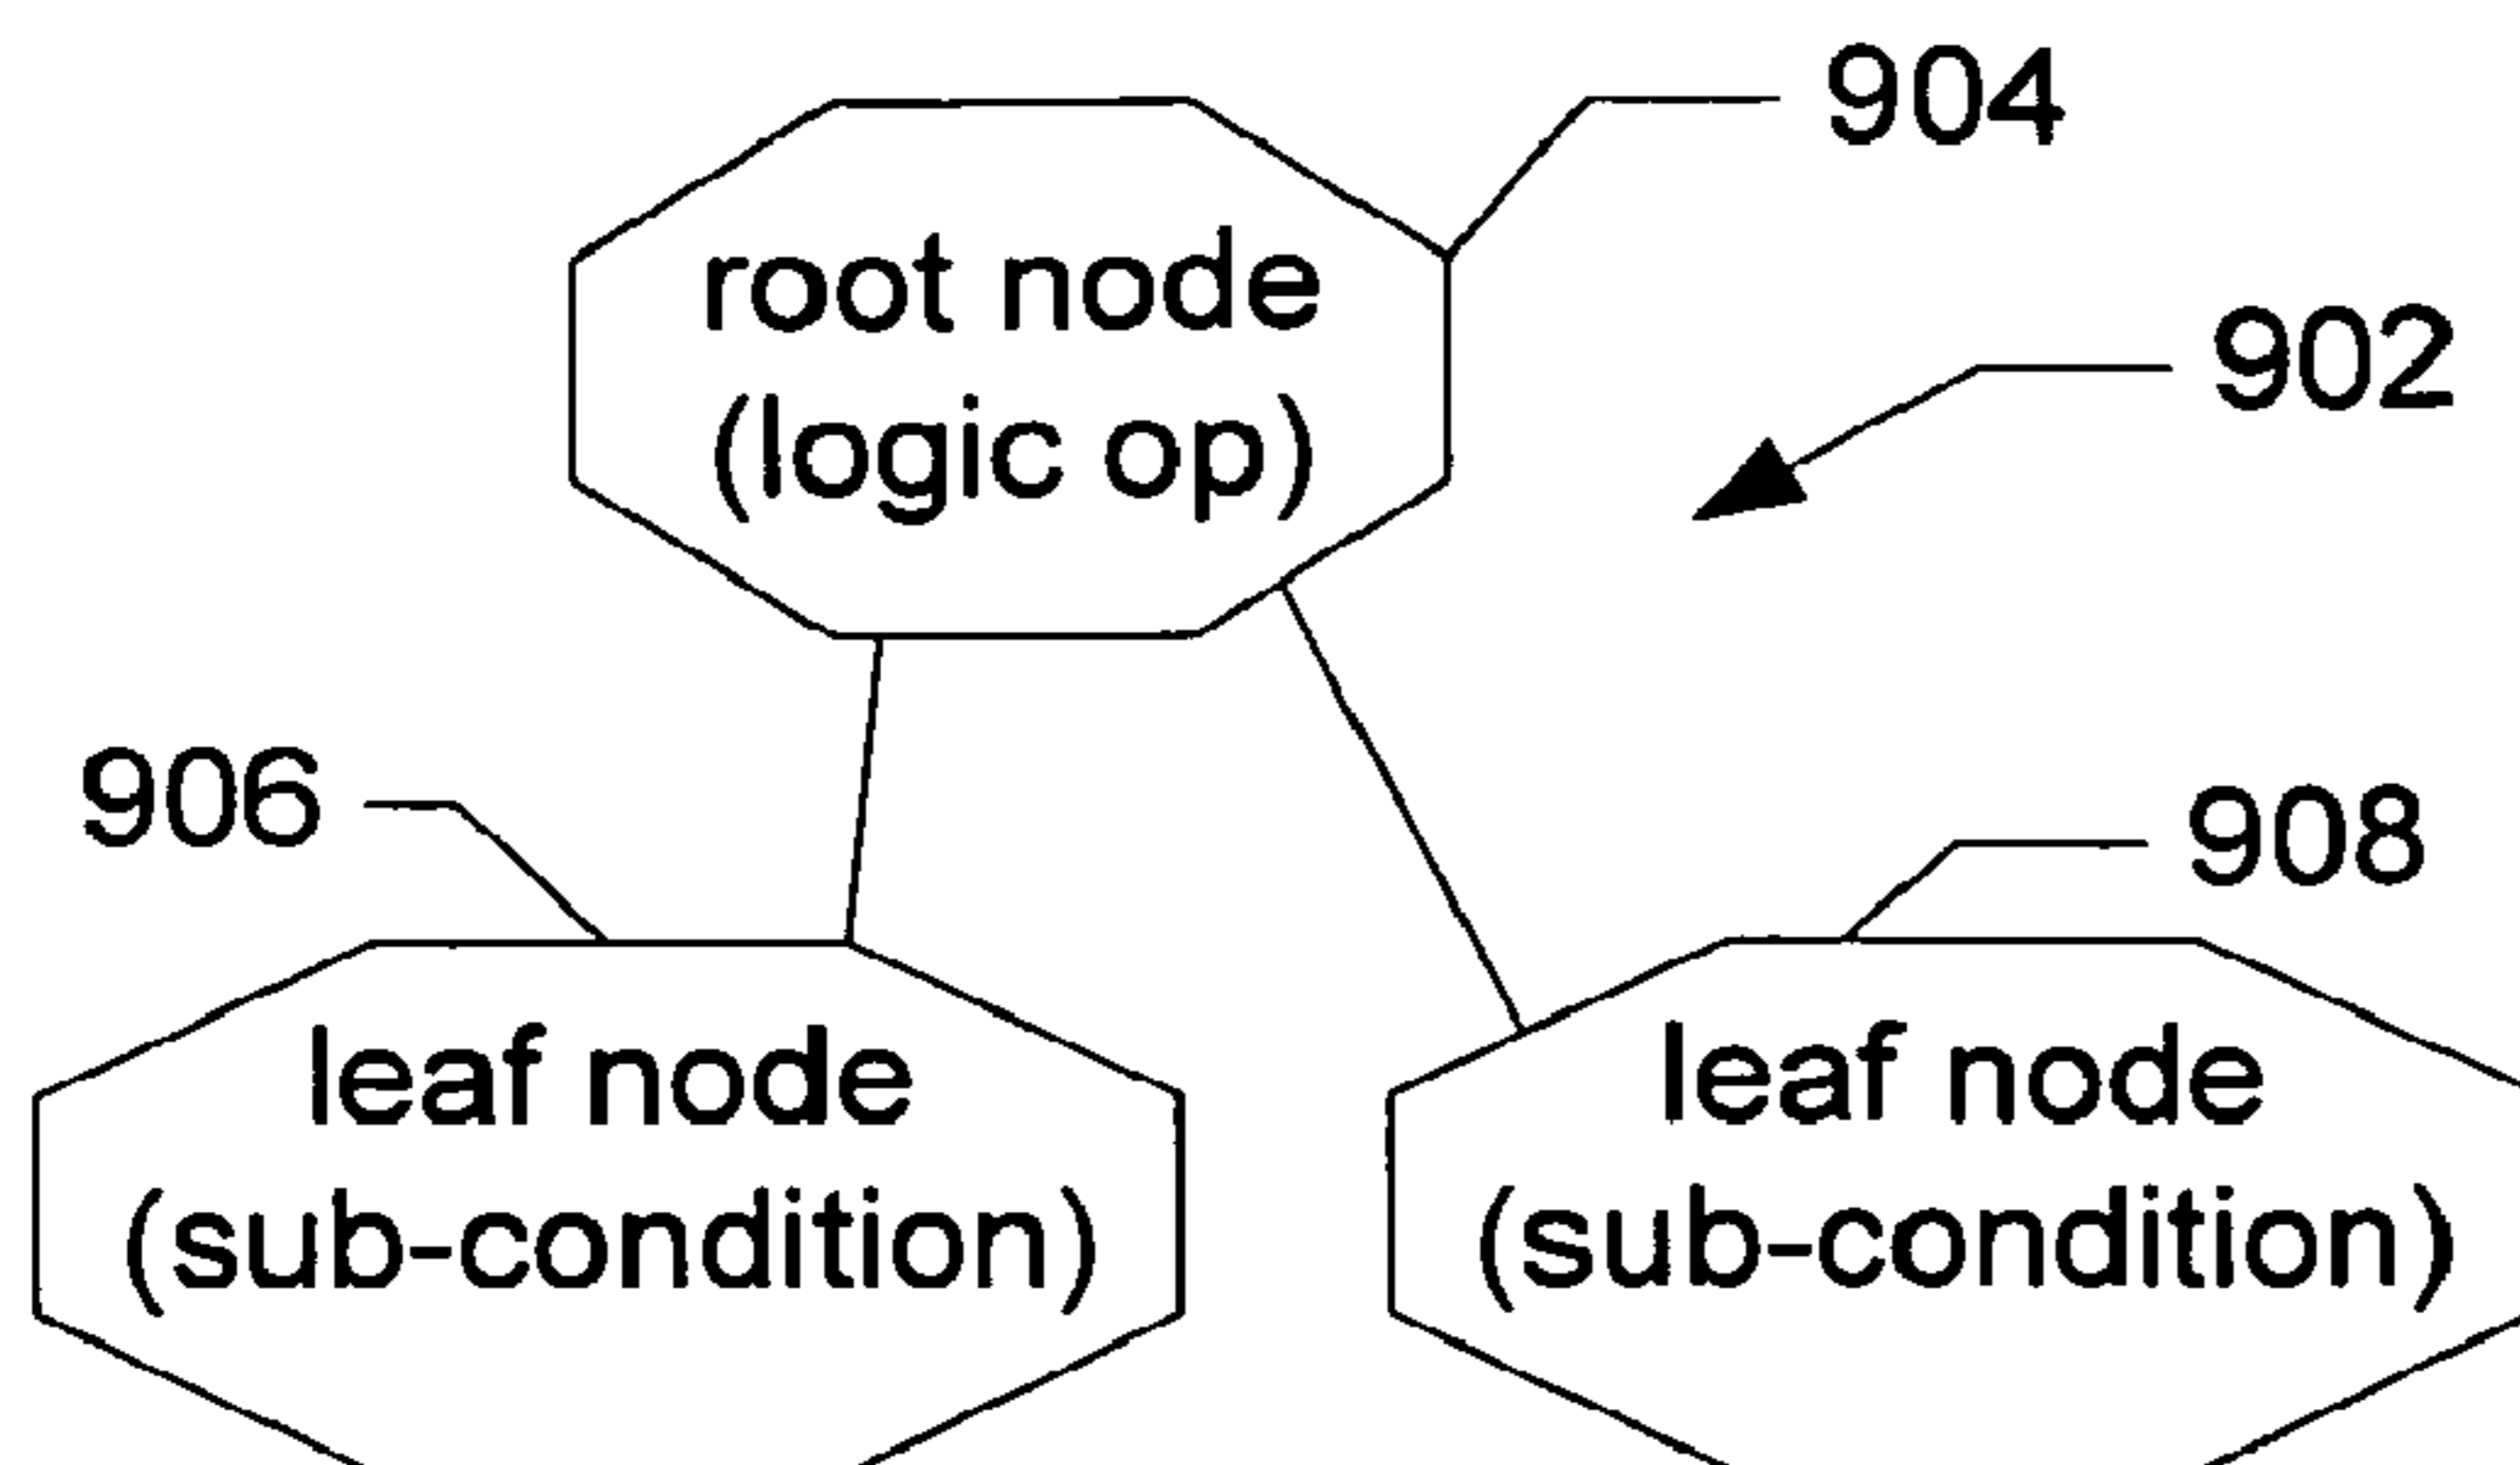 904
root node
(logic op)
902
906
908
leaf node
(sub-condition)
leaf node
(sub-condition)